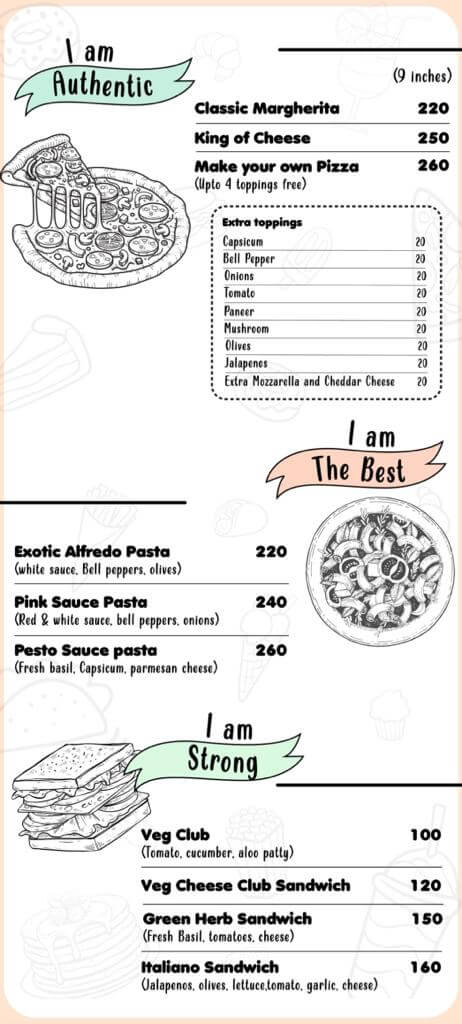 I am
Authentic
(9 inches)
Classic Margherita 220
King of Cheese 250
Make your own Pizza 260
(Upto 4 toppings free)
Extra toppings
Capsicum 20
Bell Pepper 20
Onions 20
Tomato 20
Paneer 20
Mushroom 20
Olives 20
Jalapenos 20
Extra Mozzarella and Cheddar Cheese 20
I am
The Best
Exotic Alfredo Pasta 220
(white sauce, Bell peppers, olives)
Pink Sauce Pasta 240
(Red & white sauce, bell peppers, onions)
Pesto Sauce pasta 260
(Fresh basil, Capsicum, parmesan cheese)
I am
Strong
Veg Club 100
(Tomato, cucumber, aloo patty)
Veg Cheese Club Sandwich 120
Green Herb Sandwich 150
(Fresh Basil, tomatoes, cheese)
Italiano Sandwich 160
(Jalapenos, olives, lettuce,tomato, garlic, cheese)